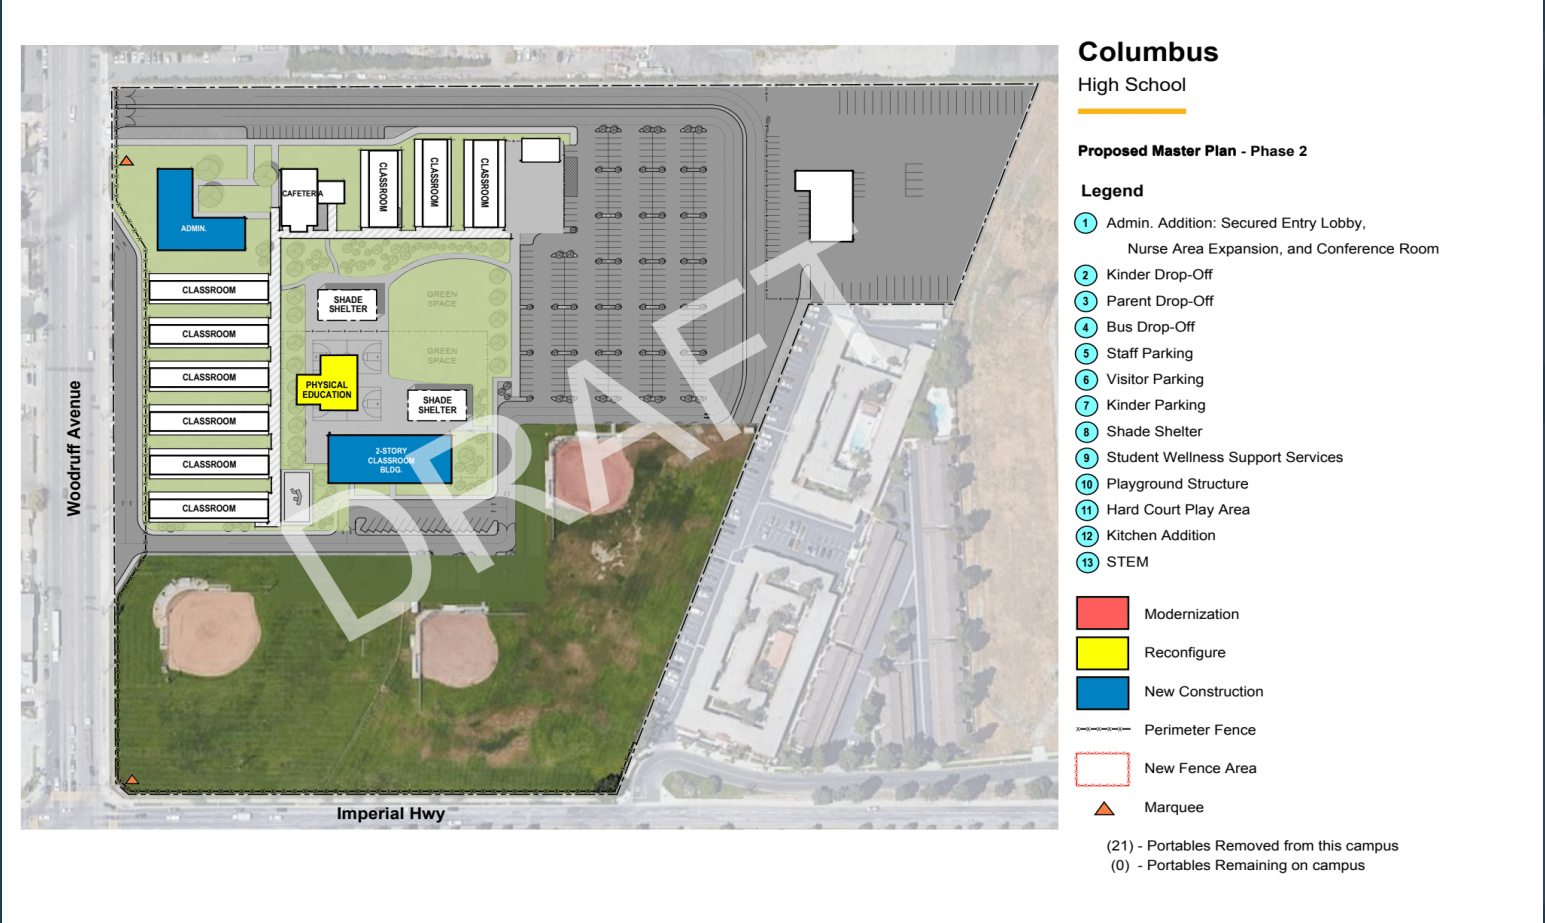 Columbus
High School
Proposed Master Plan - Phase 2
Legend
1 Admin. Addition: Secured Entry Lobby,
Nurse Area Expansion, and Conference Room
2 Kinder Drop-Off
3 Parent Drop-Off
4 Bus Drop-Off
5 Staff Parking
6 Visitor Parking
7 Kinder Parking
8 Shade Shelter
9 Student Wellness Support Services
10 Playground Structure
11 Hard Court Play Area
12 Kitchen Addition
13 STEM
Modernization
Reconfigure
New Construction
Perimeter Fence
New Fence Area
Marquee
(21) - Portables Removed from this campus
(0) - Portables Remaining on campus
CLASSROOM
CLASSROOM
CLASSROOM
CAFETERIA
ADMIN.
CLASSROOM
CLASSROOM
CLASSROOM
CLASSROOM
CLASSROOM
CLASSROOM
SHADE
SHELTER
GREEN
SPACE
GREEN
SPACE
PHYSICAL
EDUCATION
SHADE
SHELTER
2-STORY
CLASSROOM
BLDG.
DRAFT
Woodruff Avenue
Imperial Hwy